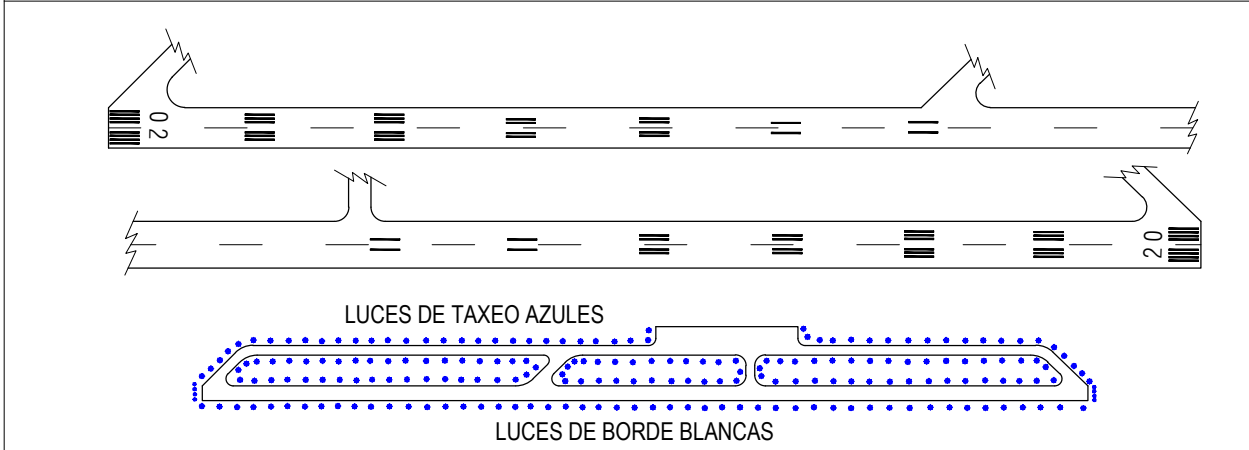 02
20
LUCES DE TAXEO AZULES
LUCES DE BORDE BLANCAS